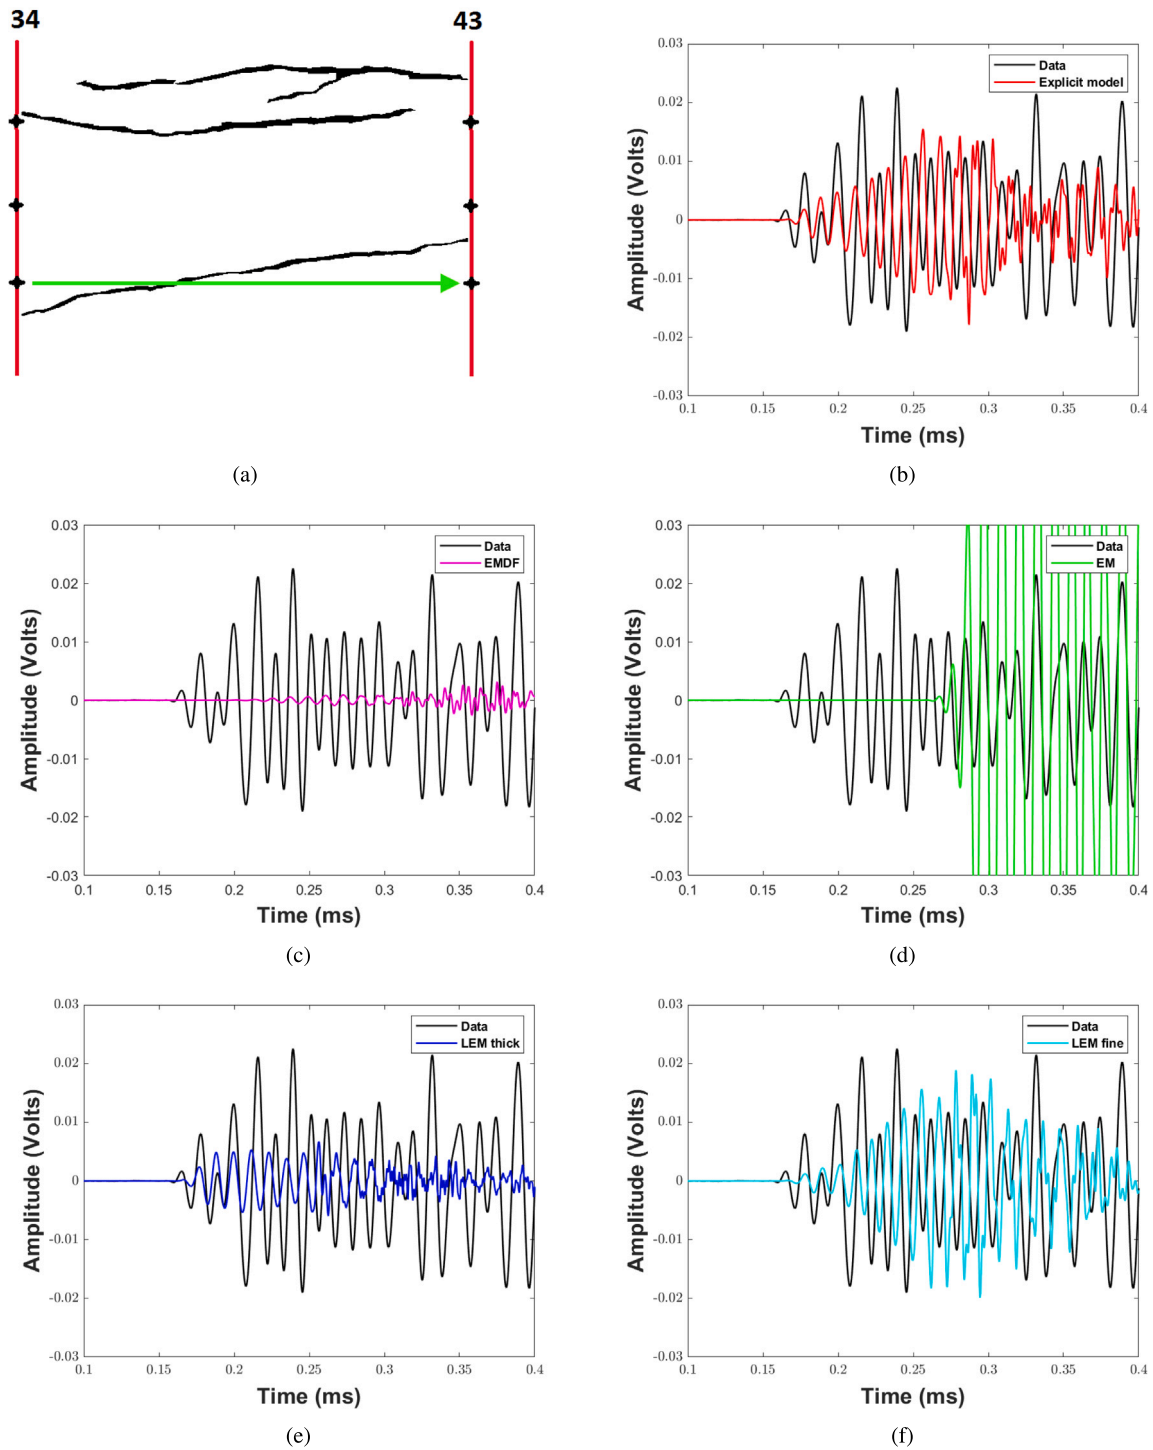 34
43
(a)
0.03
0.02
0.01
0
-0.01
-0.02
-0.03
0.1 0.15 0.2 0.25 0.3 0.35 0.4
Amplitude (Volts)
Time (ms)
Data
Explicit model
(b)
0.03
0.02
0.01
0
-0.01
-0.02
-0.03
0.1 0.15 0.2 0.25 0.3 0.35 0.4
Amplitude (Volts)
Time (ms)
Data
EMDF
(c)
0.03
0.02
0.01
0
-0.01
-0.02
-0.03
0.1 0.15 0.2 0.25 0.3 0.35 0.4
Amplitude (Volts)
Time (ms)
Data
EM
(d)
0.03
0.02
0.01
0
-0.01
-0.02
-0.03
0.1 0.15 0.2 0.25 0.3 0.35 0.4
Amplitude (Volts)
Time (ms)
Data
LEM thick
(e)
0.03
0.02
0.01
0
-0.01
-0.02
-0.03
0.1 0.15 0.2 0.25 0.3 0.35 0.4
Amplitude (Volts)
Time (ms)
Data
LEM fine
(f)